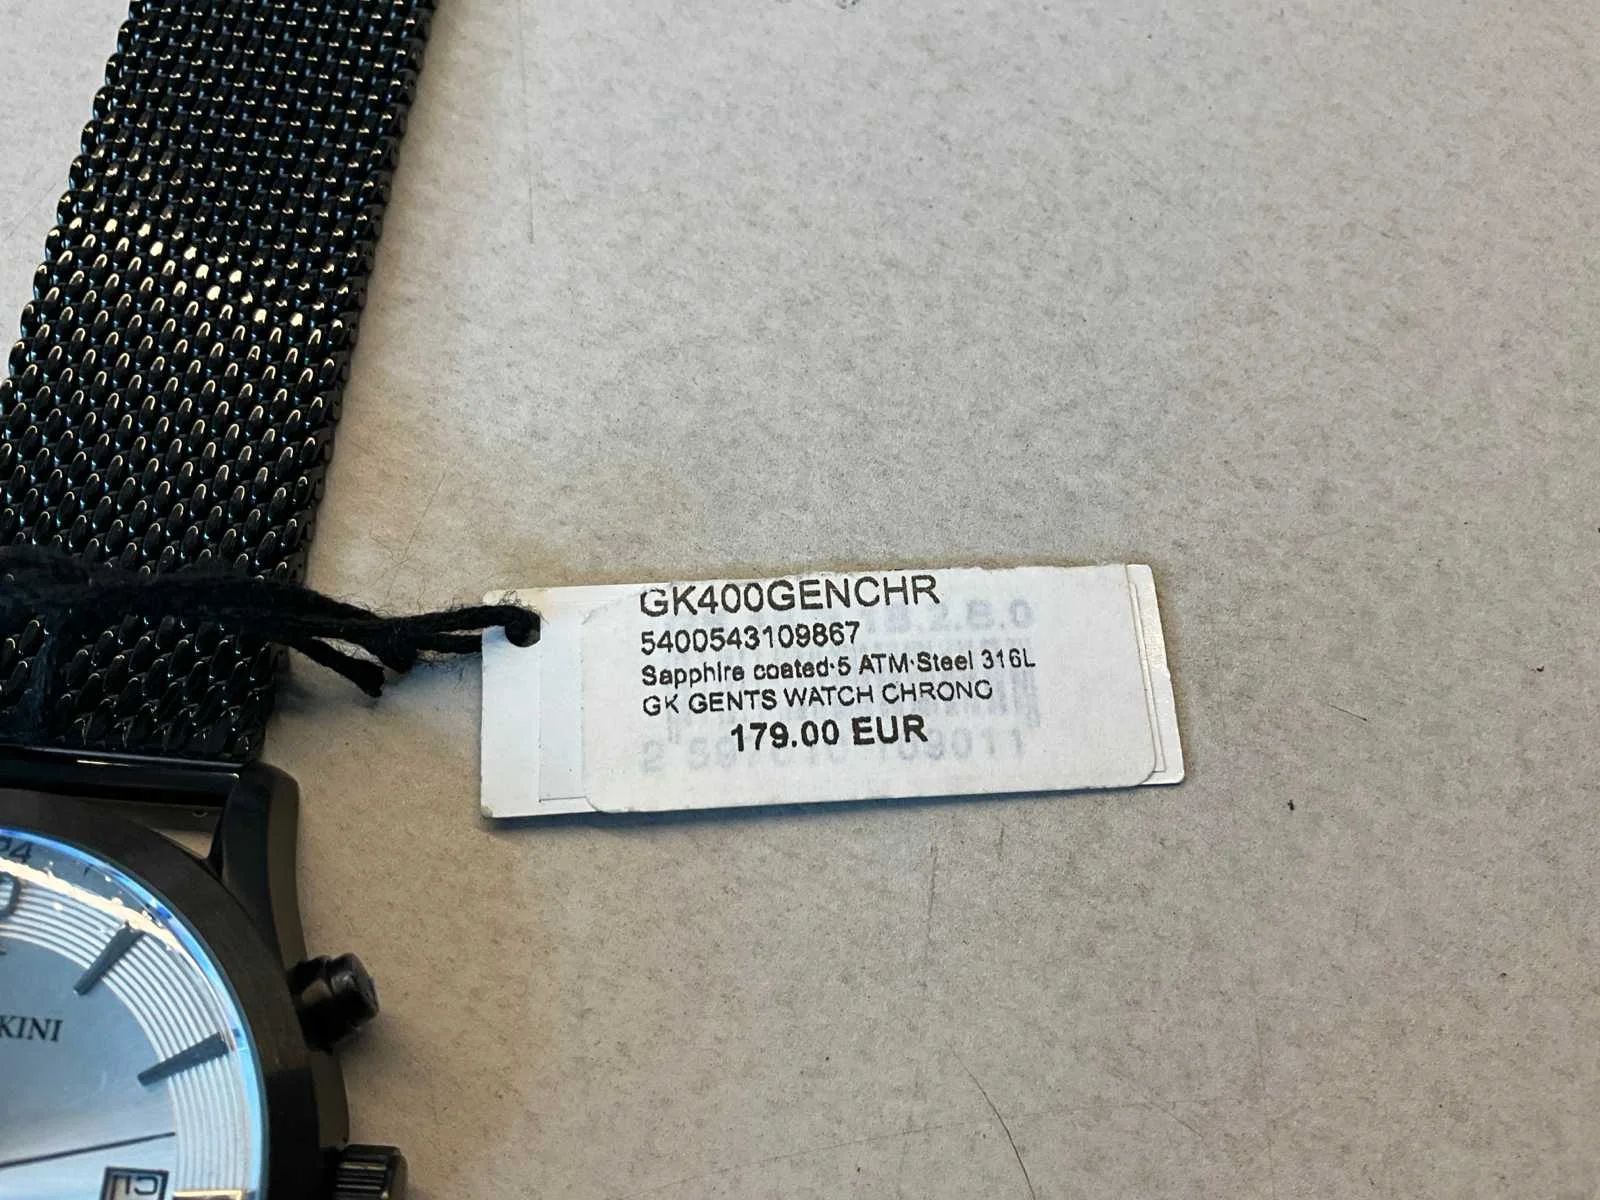 GK400GENCHR
5400543109867
Sapphire coated·5 ATM·Steel 316L
GK GENTS WATCH CHRONO
179.00 EUR
24
KINI